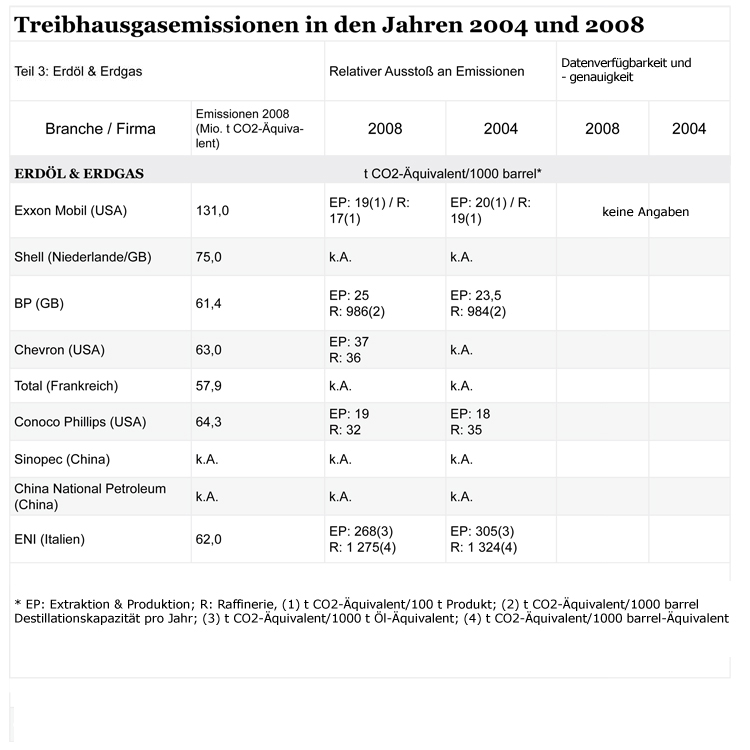 Treibhausgasemissionen in den Jahren 2004 und 2008
Teil 3: Erdöl & Erdgas
Relativer Ausstoß an Emissionen
Datenverfügbarkeit und
- genauigkeit
Branche / Firma
Emissionen 2008
(Mio. t CO2-Äquiva-
lent)
2008
2004
2008
2004
ERDÖL & ERDGAS
t CO2-Äquivalent/1000 barrel*
Exxon Mobil (USA)
131,0
EP: 19(1) / R:
17(1)
EP: 20(1) / R:
19(1)
keine Angaben
Shell (Niederlande/GB)
75,0
k.A.
k.A.
BP (GB)
61,4
EP: 25
R: 986(2)
EP: 23,5
R: 984(2)
Chevron (USA)
63,0
EP: 37
R: 36
k.A.
Total (Frankreich)
57,9
k.A.
k.A.
Conoco Phillips (USA)
64,3
EP: 19
R: 32
EP: 18
R: 35
Sinopec (China)
k.A.
k.A.
k.A.
China National Petroleum
(China)
k.A.
k.A.
k.A.
ENI (Italien)
62,0
EP: 268(3)
R: 1 275(4)
EP: 305(3)
R: 1 324(4)
* EP: Extraktion & Produktion; R: Raffinerie, (1) t CO2-Äquivalent/100 t Produkt; (2) t CO2-Äquivalent/1000 barrel
Destillationskapazität pro Jahr; (3) t CO2-Äquivalent/1000 t Öl-Äquivalent; (4) t CO2-Äquivalent/1000 barrel-Äquivalent